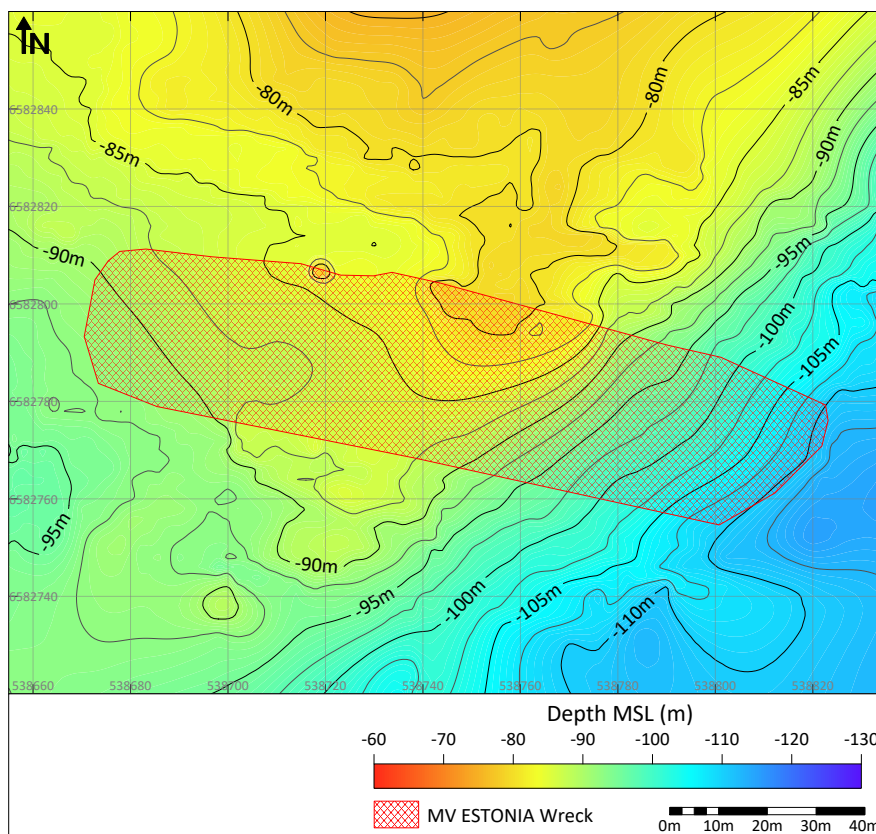 N
-80m
-80m
-85m
6582840
-90m
-85m
6582820
-90m
-95m
6582800
-100m
-105m
6582780
6582760
-95m
-90m
-95m
-100m
-105m
6582740
-110m
538660
538680
538700
538720
538740
538760
538780
538800
538820
Depth MSL (m)
-60 -70 -80 -90 -100 -110 -120 -130
MV ESTONIA Wreck
0m 10m 20m 30m 40m